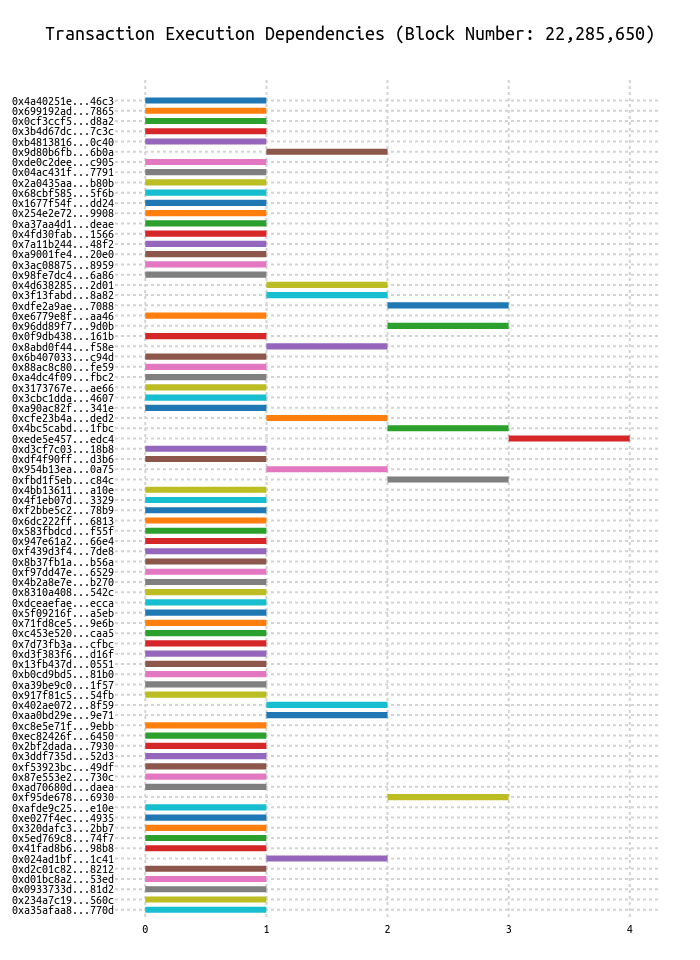 Transaction Execution Dependencies (Block Number: 22,285,650)
0x4a40251e...46c3
0x699192ad...7865
0x0cf3ccf5...d8a2
0x3b4d67dc...7c3c
0xb4813816...0c40
0x9d80b6fb...6b0a
0xde0c2dee...c905
0x04ac431f...7791
0x2a0435aa...b80b
0x68cbf585...5f6b
0x1677f54f...dd24
0x254e2e72...9908
0xa37aa4d1...deae
0x4fd30fab...1566
0x7a11b244...48f2
0xa9001fe4...20e0
0x3ac08875...8959
0x98fe7dc4...6a86
0x4d638285...2d01
0x3f13fabd...8a82
0xdfe2a9ae...7088
0xe6779e8f...aa46
0x96dd89f7...9d0b
0x0f9db438...161b
0x8abd0f44...f58e
0x6b407033...c94d
0x88ac8c80...fe59
0xa4dc4f09...fbc2
0x3173767e...ae66
0x3cbc1dda...4607
0xa90ac82f...341e
0xcfe23b4a...ded2
0x4bc5cabd...1fbc
0xede5e457...edc4
0xd3cf7c03...18b8
0xdf4f90ff...d3b6
0x954b13ea...0a75
0xfbd1f5eb...c84c
0x4bb13611...a10e
0x4f1eb07d...3329
0xf2bbe5c2...78b9
0x6dc222ff...6813
0x583fbdcd...f55f
0x947e61a2...66e4
0xf439d3f4...7de8
0x8b37fb1a...b56a
0xf97dd47e...6529
0x4b2a8e7e...b270
0x8310a408...542c
0xdceaefae...ecca
0x5f09216f...a5eb
0x71fd8ce5...9e6b
0xc453e520...caa5
0x7d73fb3a...cfbc
0xd3f383f6...d16f
0x13fb437d...0551
0xb0cd9bd5...81b0
0xa39be9c0...1f57
0x917f81c5...54fb
0x402ae072...8f59
0xaa0bd29e...9e71
0xc8e5e71f...9ebb
0xec82426f...6450
0x2bf2dada...7930
0x3ddf735d...52d3
0xf53923bc...49df
0x87e553e2...730c
0xad70680d...daea
0xf95de678...6930
0xafde9c25...e10e
0xe027f4ec...4935
0x320dafc3...2bb7
0x5ed769c8...74f7
0x41fad8b6...98b8
0x024ad1bf...1c41
0xd2c01c82...8212
0xd01bc8a2...53ed
0x0933733d...81d2
0x234a7c19...560c
0xa35afaa8...770d
0 1 2 3 4